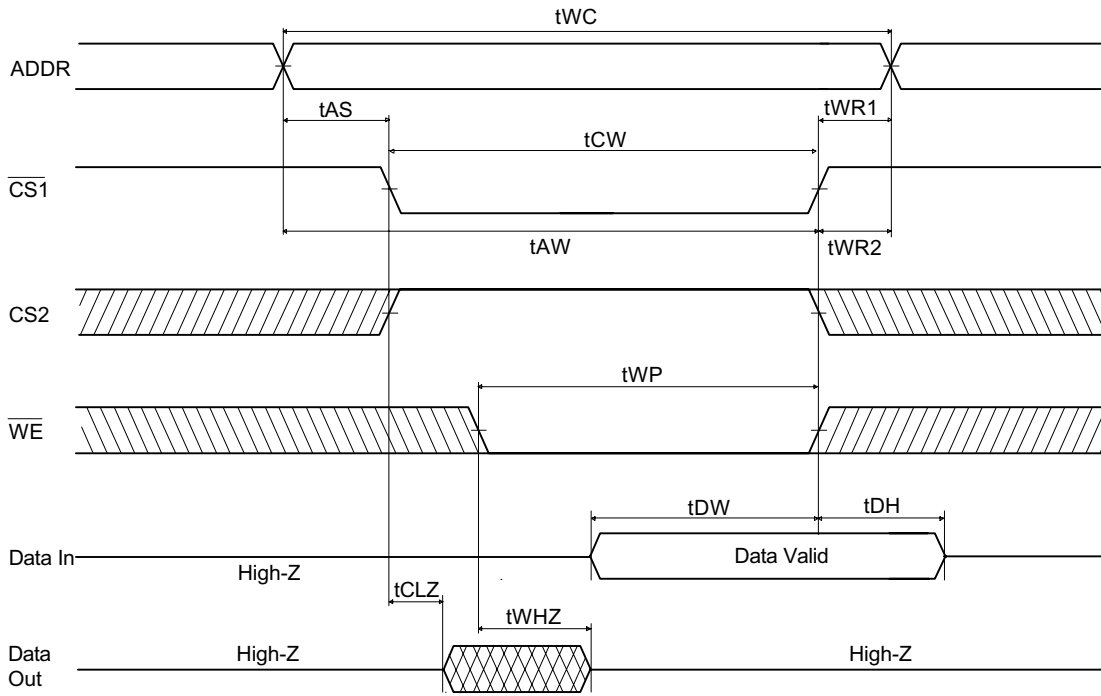 tWC
ADDR
tAS
tWR1
tCW
CS1
tAW
tWR2
CS2
tWP
WE
tDW
tDH
Data In
High-Z
Data Valid
tCLZ
tWHZ
Data
Out
High-Z
High-Z